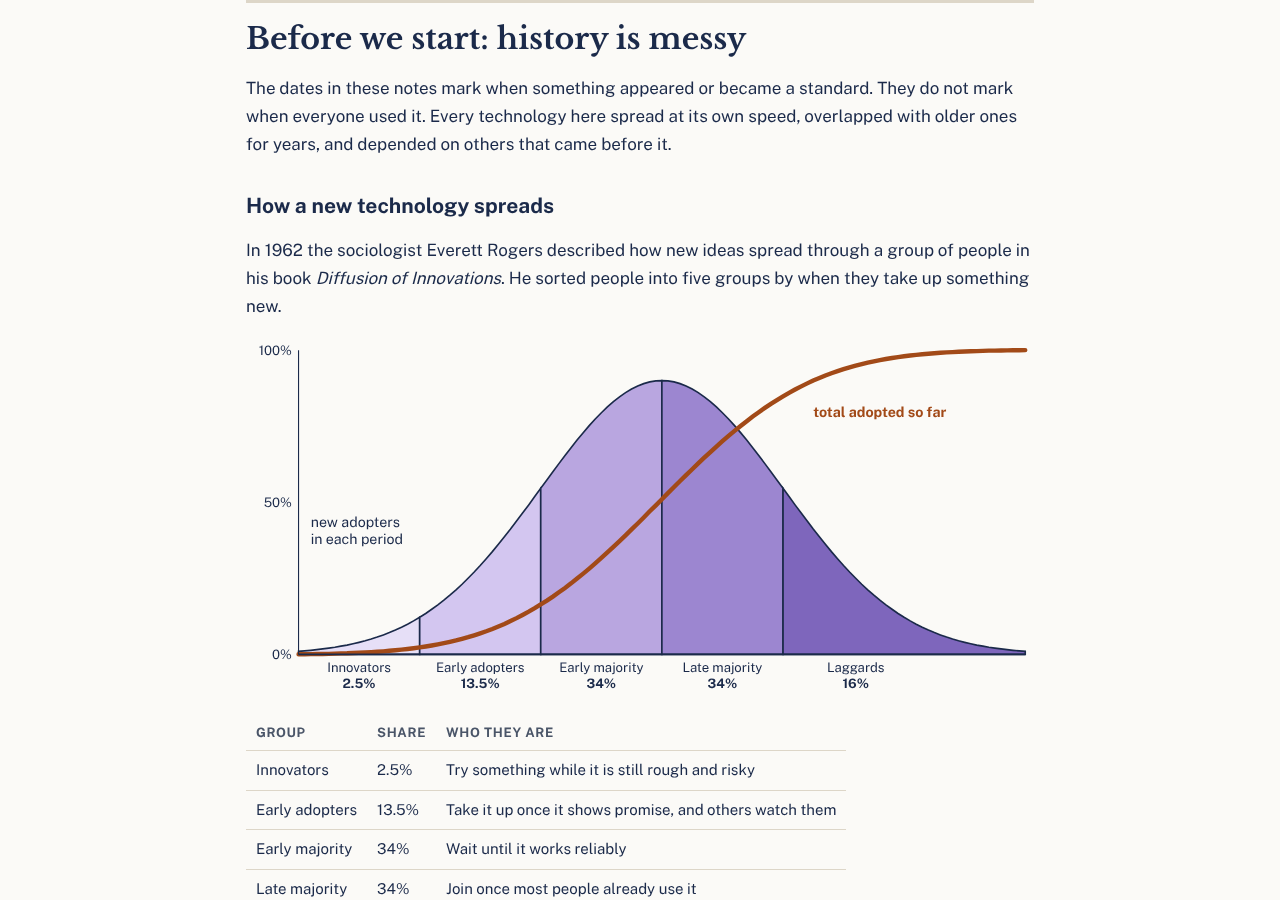 Before we start: history is messy
The dates in these notes mark when something appeared or became a standard. They do not mark
when everyone used it. Every technology here spread at its own speed, overlapped with older ones
for years, and depended on others that came before it.
How a new technology spreads
In 1962 the sociologist Everett Rogers described how new ideas spread through a group of people in
his book Diffusion of Innovations. He sorted people into five groups by when they take up something
new.
100%
total adopted so far
50%
new adopters
in each period
0%
Innovators Early adopters Early majority Late majority Laggards
2.5% 13.5% 34% 34% 16%
GROUP SHARE WHO THEY ARE
Innovators 2.5% Try something while it is still rough and risky
Early adopters 13.5% Take it up once it shows promise, and others watch them
Early majority 34% Wait until it works reliably
Late majority 34% Join once most people already use it